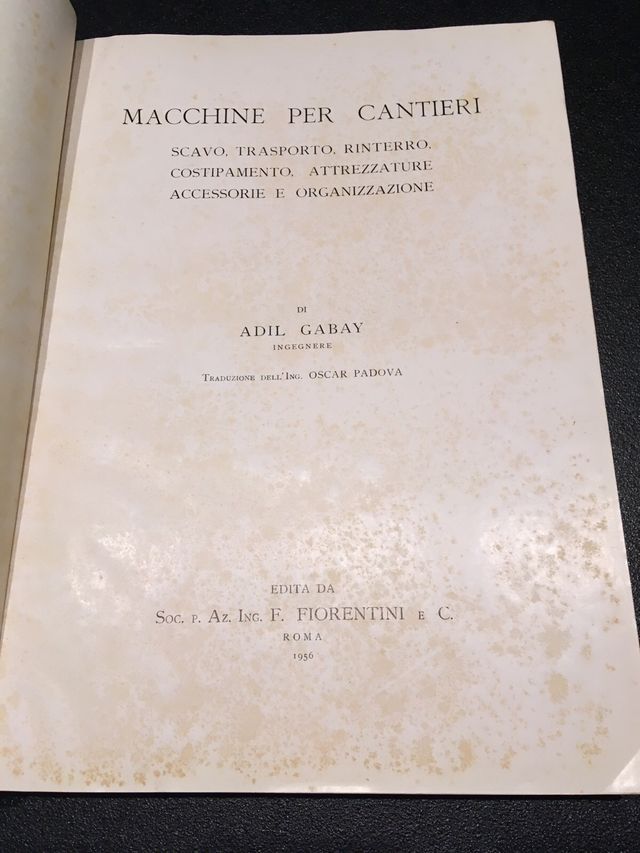 MACCHINE PER CANTIERI
SCAVO, TRASPORTO, RINTERRO,
COSTIPAMENTO, ATTREZZATURE
ACCESSORIE E ORGANIZZAZIONE
DI
ADIL GABAY
INGEGNERE
TRADUZIONE DELL'ING. OSCAR PADOVA
EDITA DA
SOC. P. AZ. ING. F. FIORENTINI E C.
ROMA
1956